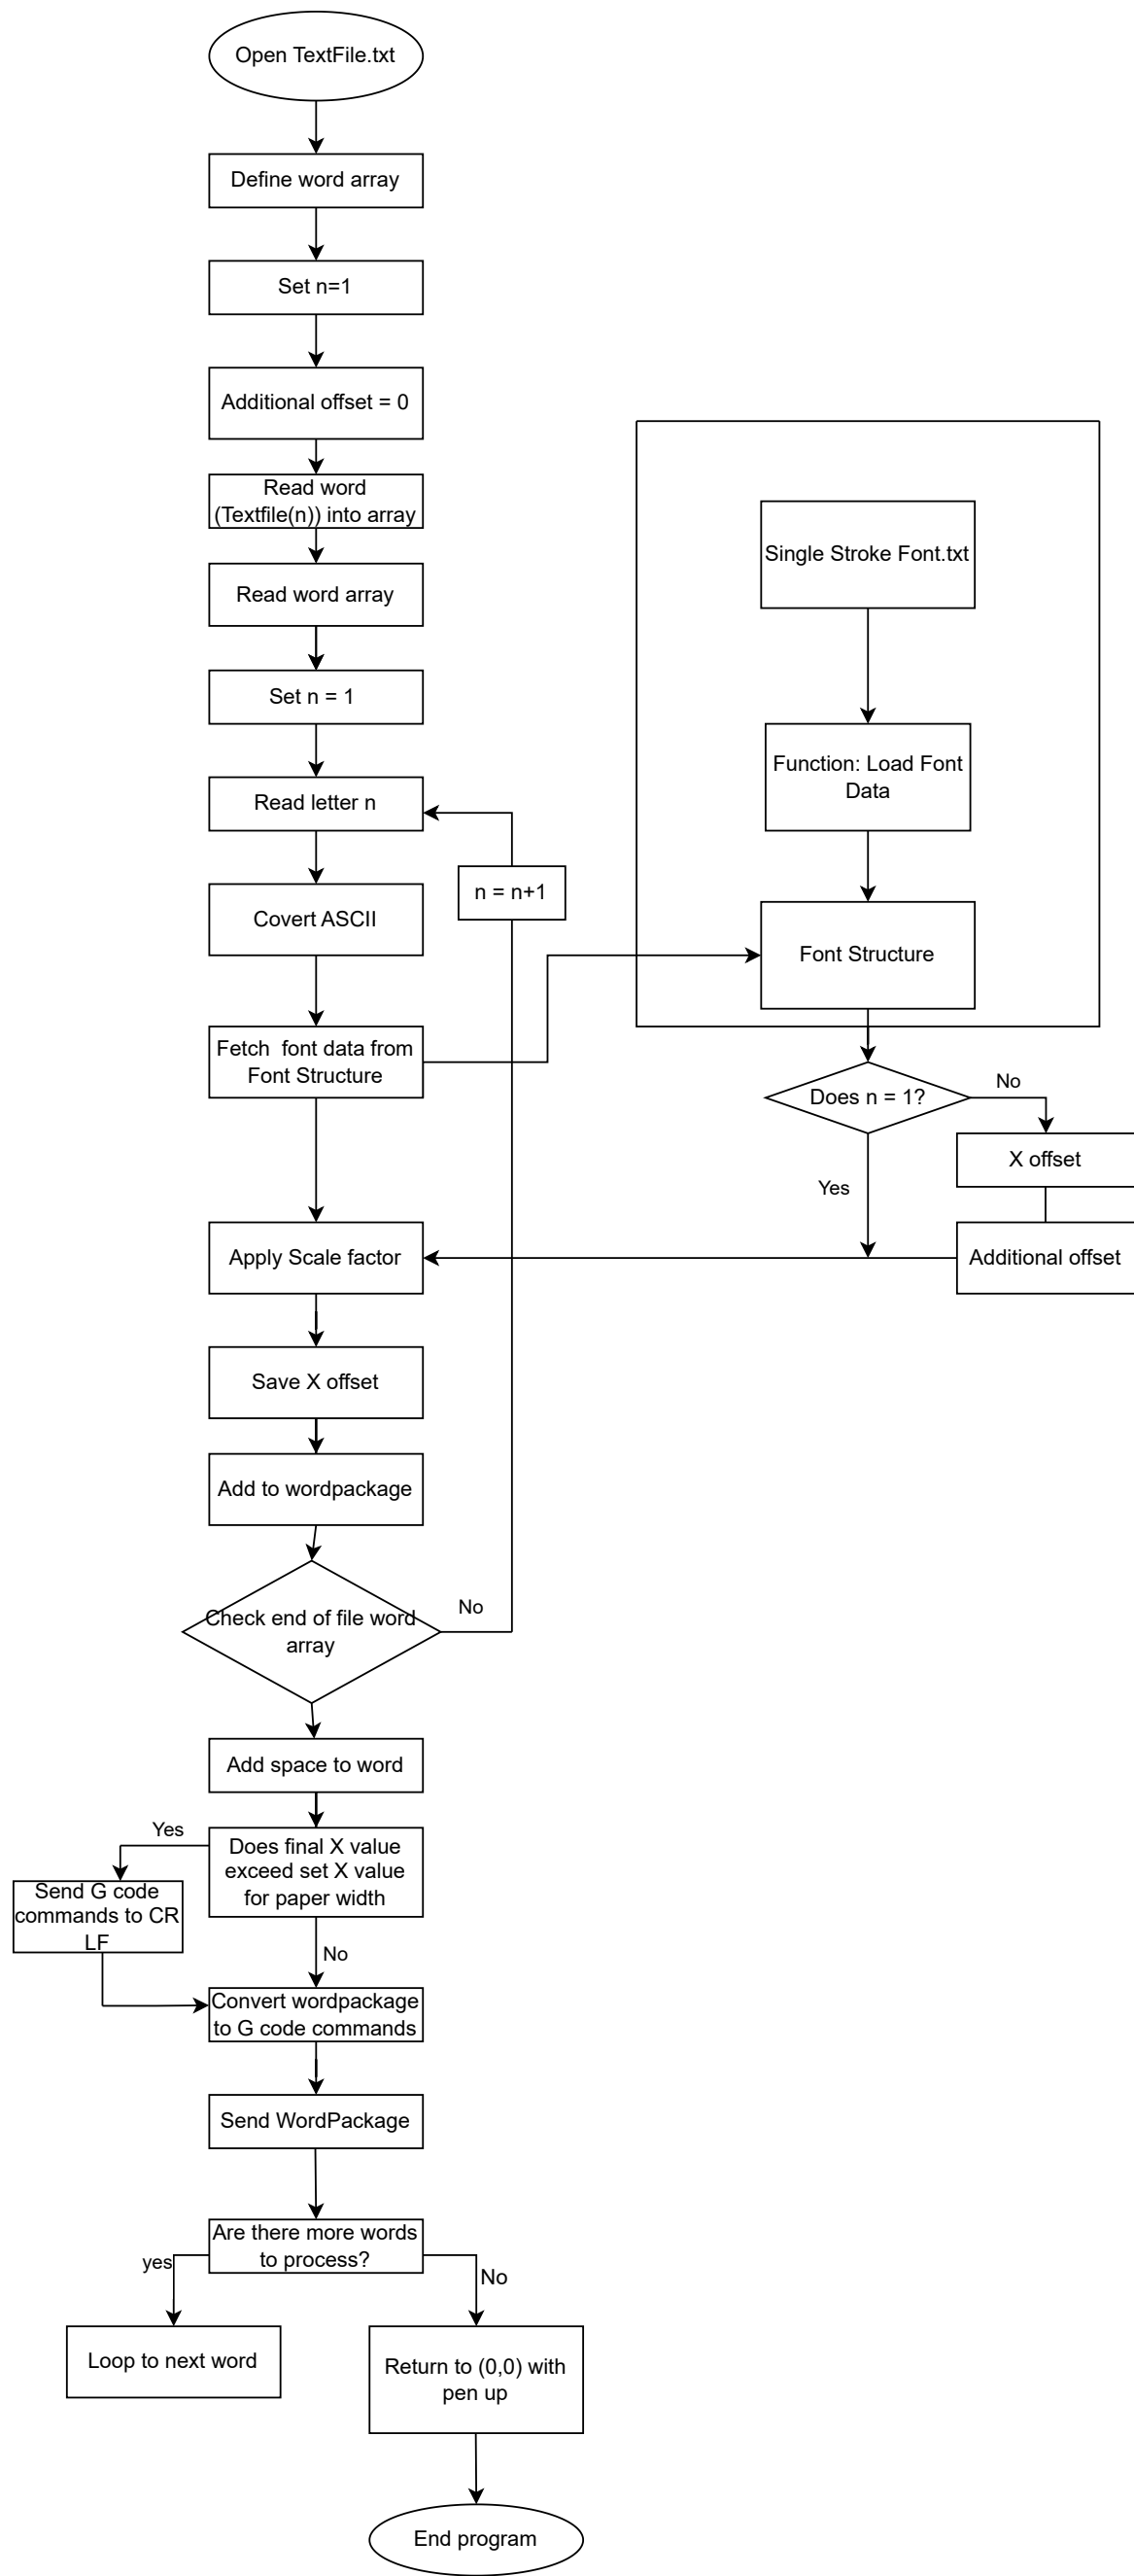 Open TextFile.txt
Define word array
Set n=1
Additional offset = 0
Read word
(Textfile(n)) into array
Read word array
Set n = 1
Read letter n
n = n+1
Covert ASCII
Fetch  font data from
Font Structure
Single Stroke Font.txt
Function: Load Font
Data
Font Structure
Does n = 1?
No
Yes
X offset
Additional offset
Apply Scale factor
Save X offset
Add to wordpackage
Check end of file word
array
No
Add space to word
Does final X value
exceed set X value
for paper width
Yes
Send G code
commands to CR
LF
No
Convert wordpackage
to G code commands
Send WordPackage
Are there more words
to process?
yes
No
Loop to next word
Return to (0,0) with
pen up
End program